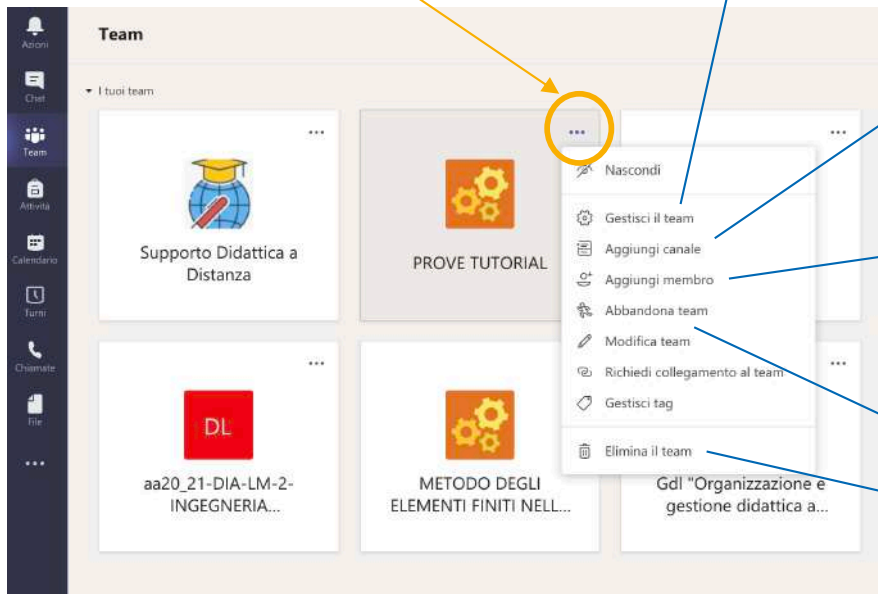 Team
I tuoi team
Azioni
Chat
Team
Attività
Calendario
Turni
Chiamate
File
Supporto Didattica a
Distanza
PROVE TUTORIAL
Nascondi
Gestisci il team
Aggiungi canale
Aggiungi membro
Abbandona team
Modifica team
Richiedi collegamento al team
Gestisci tag
Elimina il team
DL
aa20_21-DIA-LM-2-
INGEGNERIA...
METODO DEGLI
ELEMENTI FINITI NELL...
Gdl "Organizzazione e
gestione didattica a...